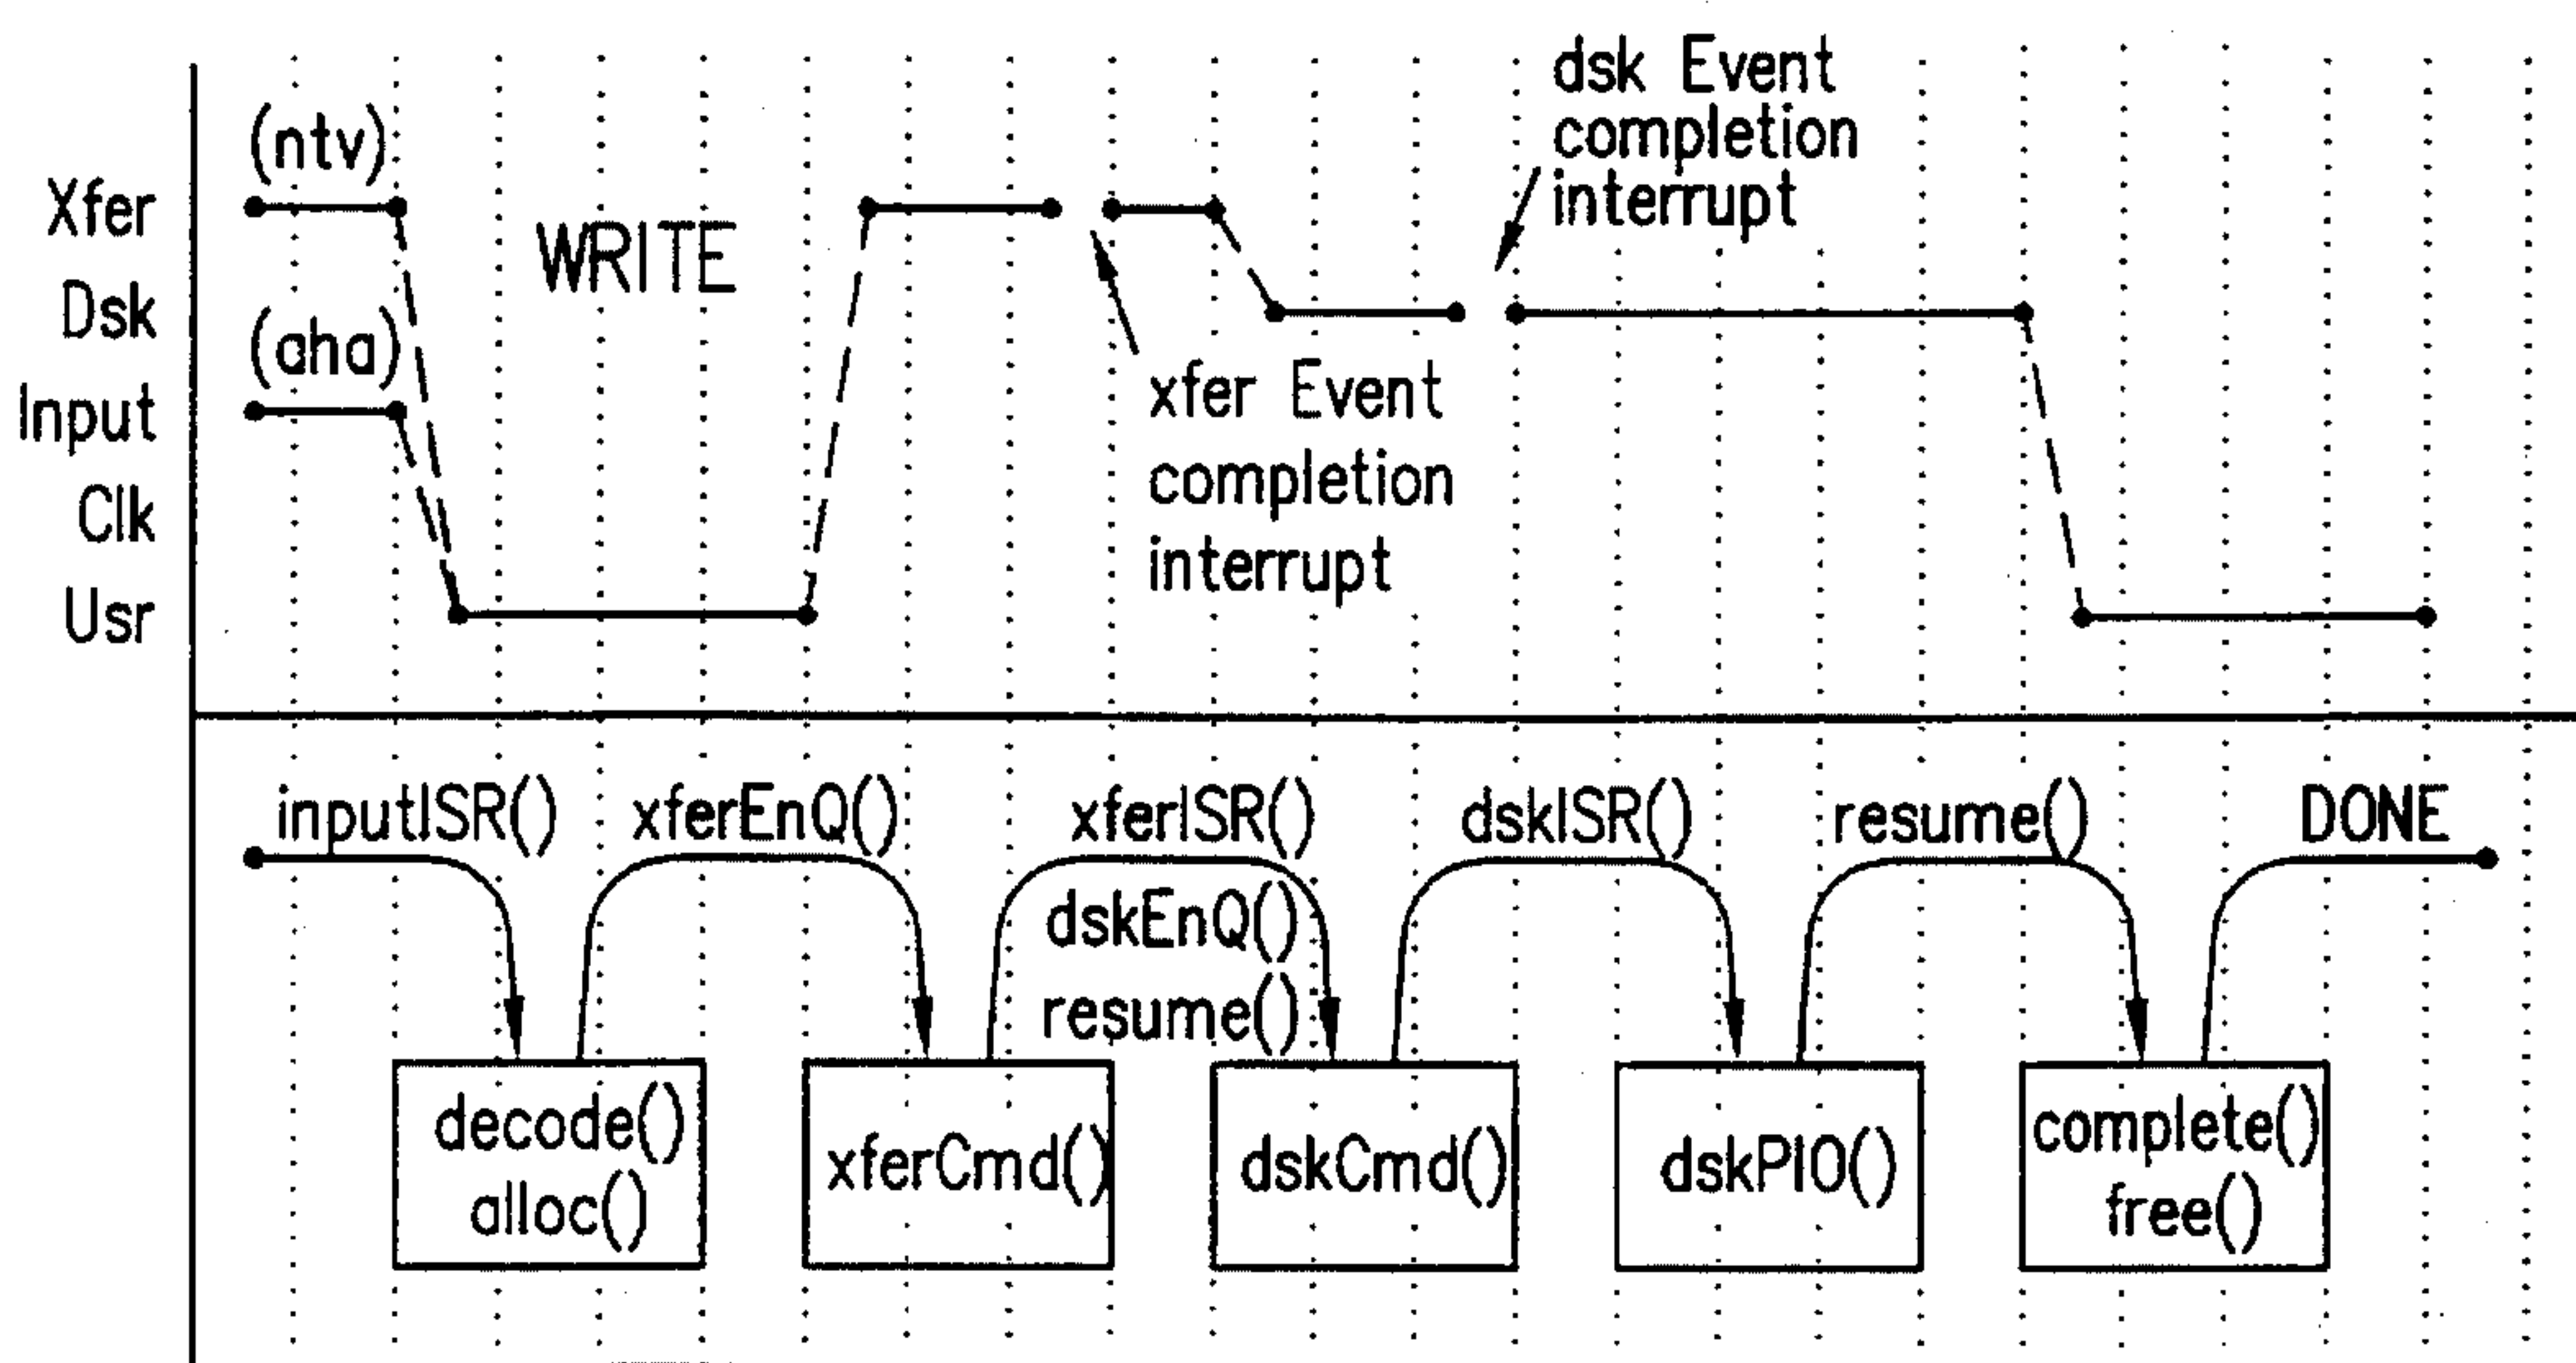 (ntv)
Xfer
WRITE
Dsk
(aha)
Input
Clk
Usr
dsk Event
completion
interrupt
xfer Event
completion
interrupt
inputISR()
xferEnQ()
xferISR()
dskEnQ()
resume()
dskISR()
resume()
DONE
decode()
alloc()
xferCmd()
dskCmd()
dskPIO()
complete()
free()